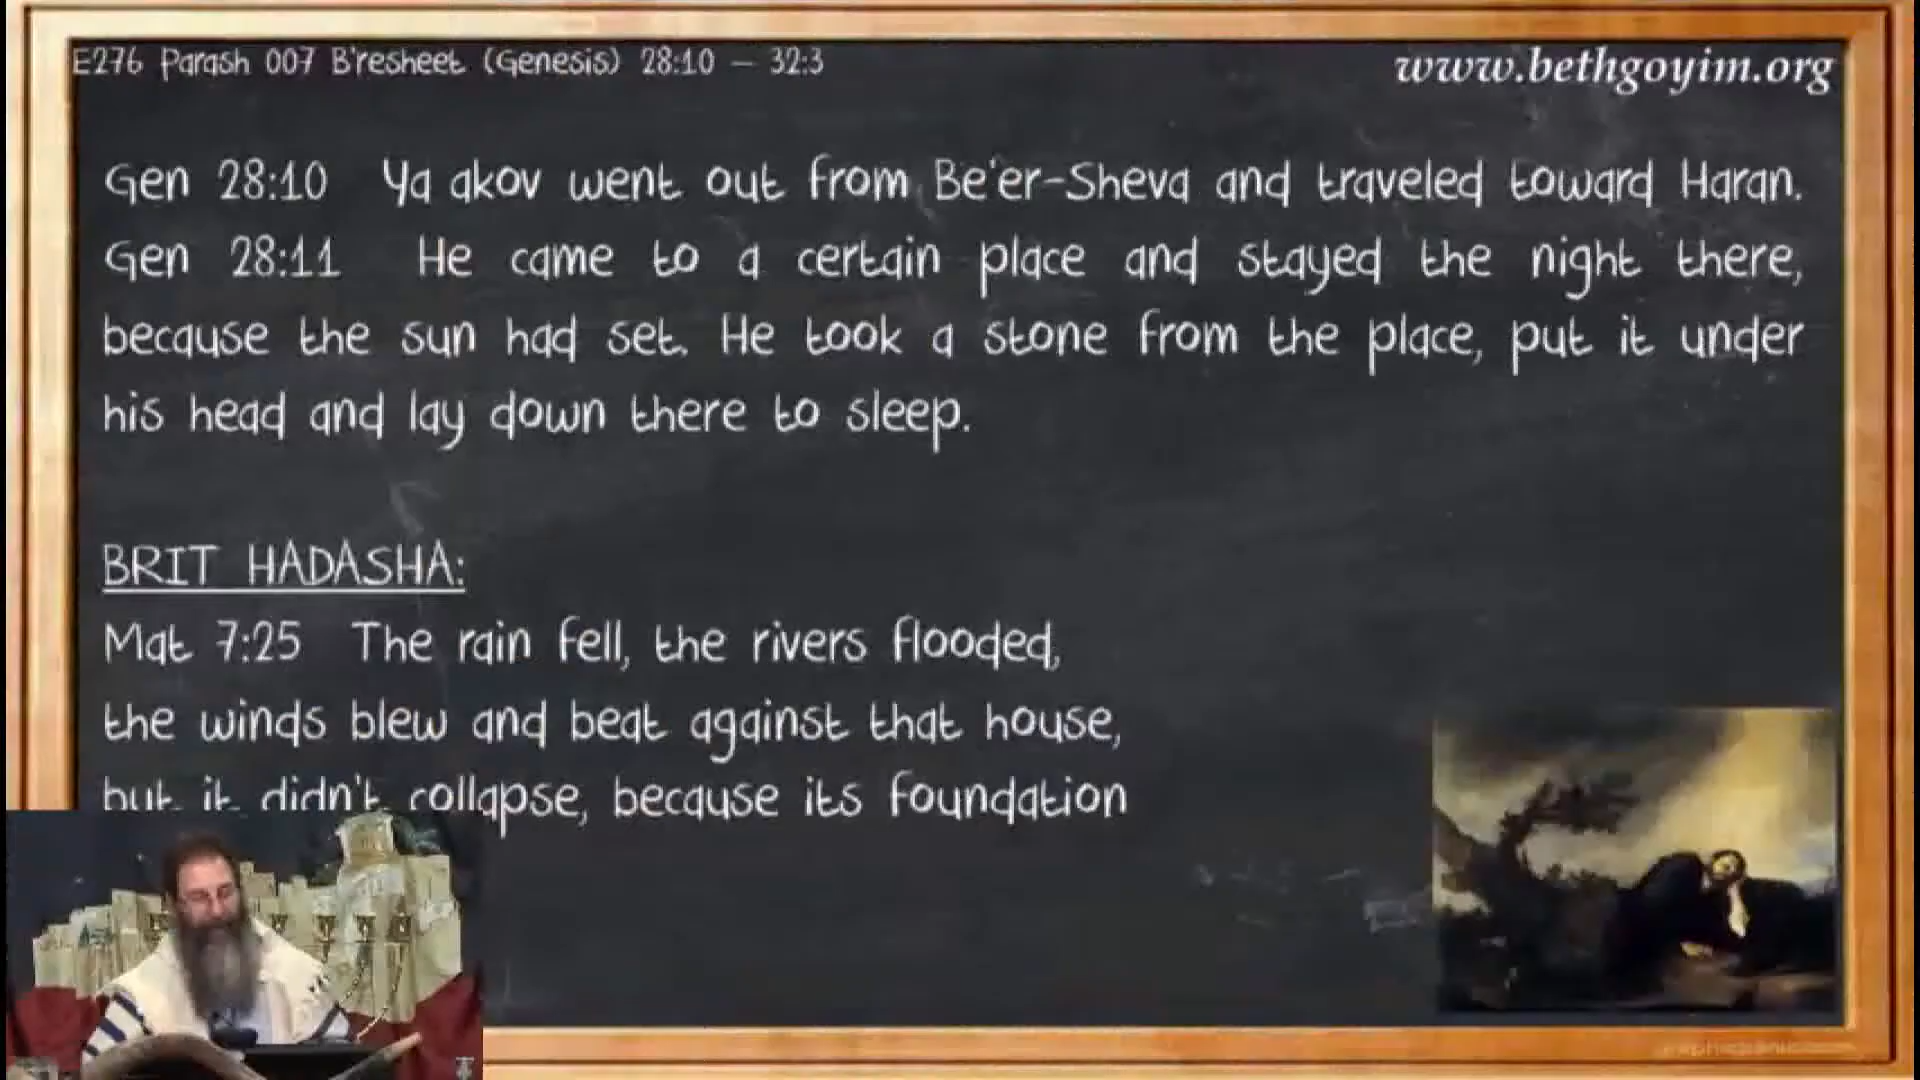 E276 Parash 007 B'resheet (Genesis) 28:10 – 32:3
www.bethgoyim.org
Gen 28:10 Ya akov went out from Be'er-Sheva and traveled toward Haran.
Gen 28:11 He came to a certain place and stayed the night there,
because the sun had set. He took a stone from the place, put it under
his head and lay down there to sleep.
BRIT HADASHA:
Mat 7:25 The rain fell, the rivers flooded,
the winds blew and beat against that house,
but it didn't collapse, because its foundation